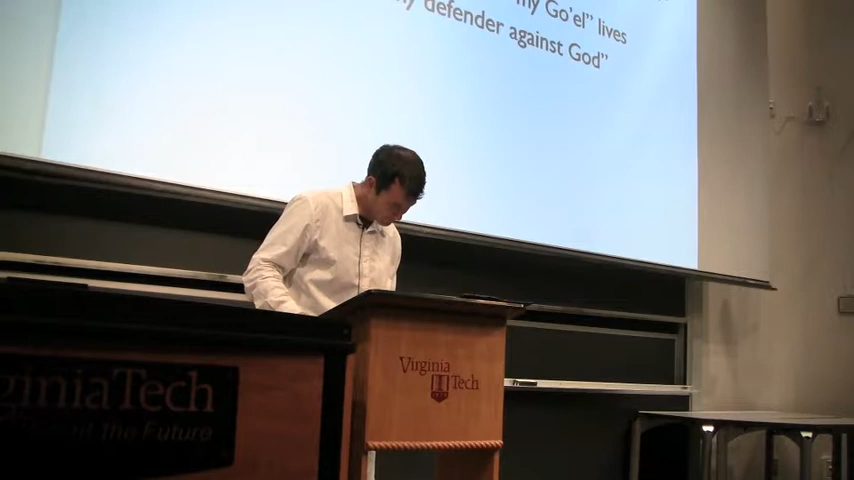 my Go'el" lives
defender against God"
Virginia
Tech
ginia Tech
the Future